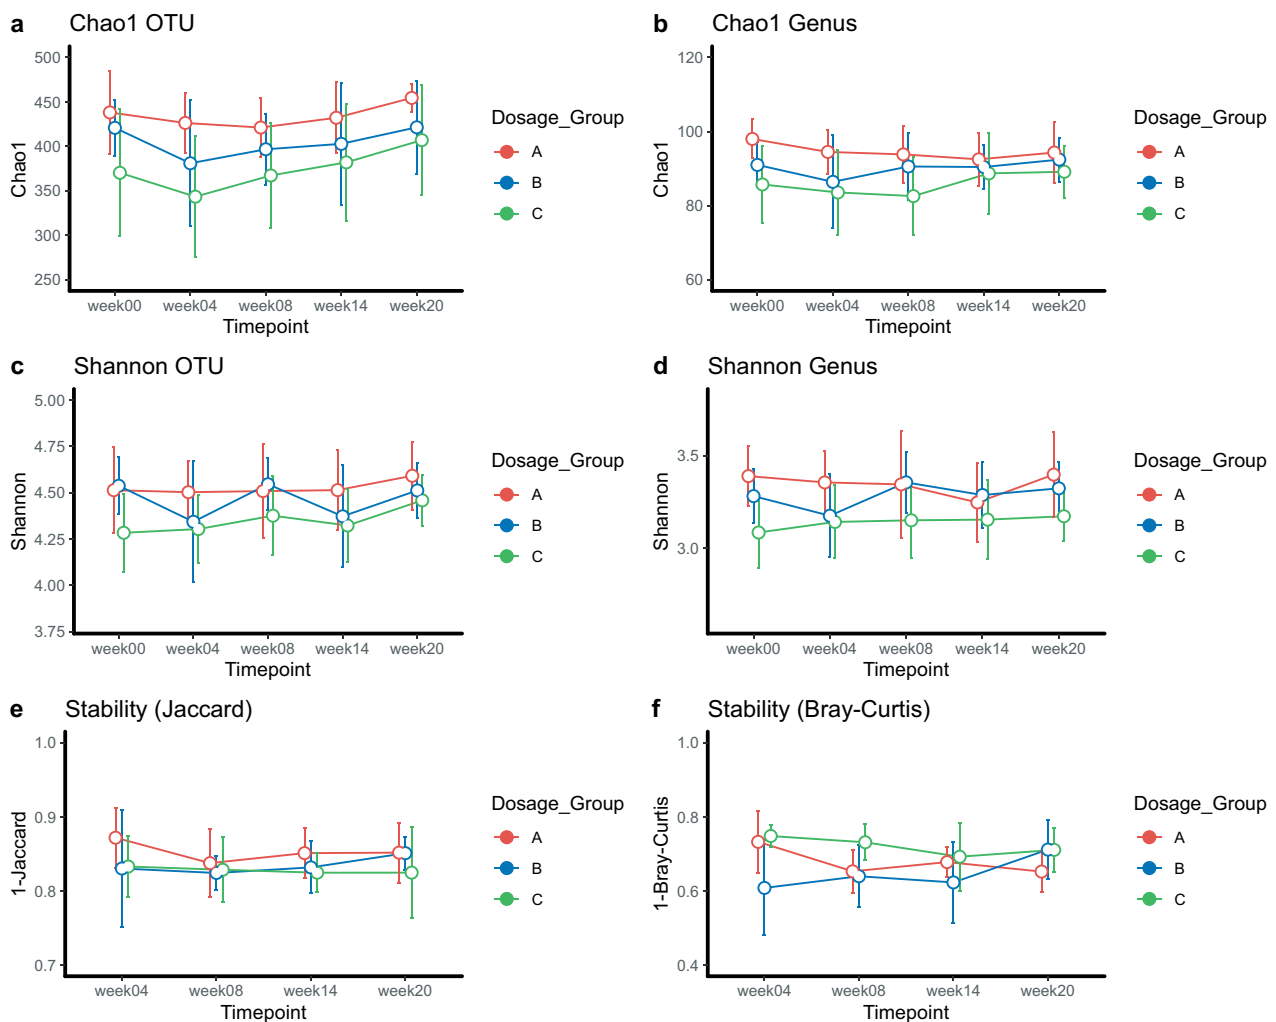 a Chao1 OTU
500
450
400
350
300
250
Chao1
week00 week04 week08 week14 week20
Timepoint
Dosage_Group
A
B
C
b Chao1 Genus
120
100
80
60
Chao1
week00 week04 week08 week14 week20
Timepoint
Dosage_Group
A
B
C
c Shannon OTU
5.00
4.75
4.50
4.25
4.00
3.75
Shannon
week00 week04 week08 week14 week20
Timepoint
Dosage_Group
A
B
C
d Shannon Genus
3.5
3.0
Shannon
week00 week04 week08 week14 week20
Timepoint
Dosage_Group
A
B
C
e Stability (Jaccard)
1.0
0.9
0.8
0.7
1-Jaccard
week04 week08 week14 week20
Timepoint
Dosage_Group
A
B
C
f Stability (Bray-Curtis)
1.0
0.8
0.6
0.4
1-Bray-Curtis
week04 week08 week14 week20
Timepoint
Dosage_Group
A
B
C